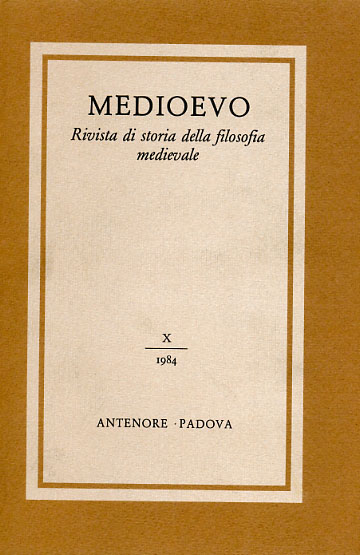 MEDIOEVO
Rivista di storia della filosofia
medievale
X
1984
ANTENORE · PADOVA